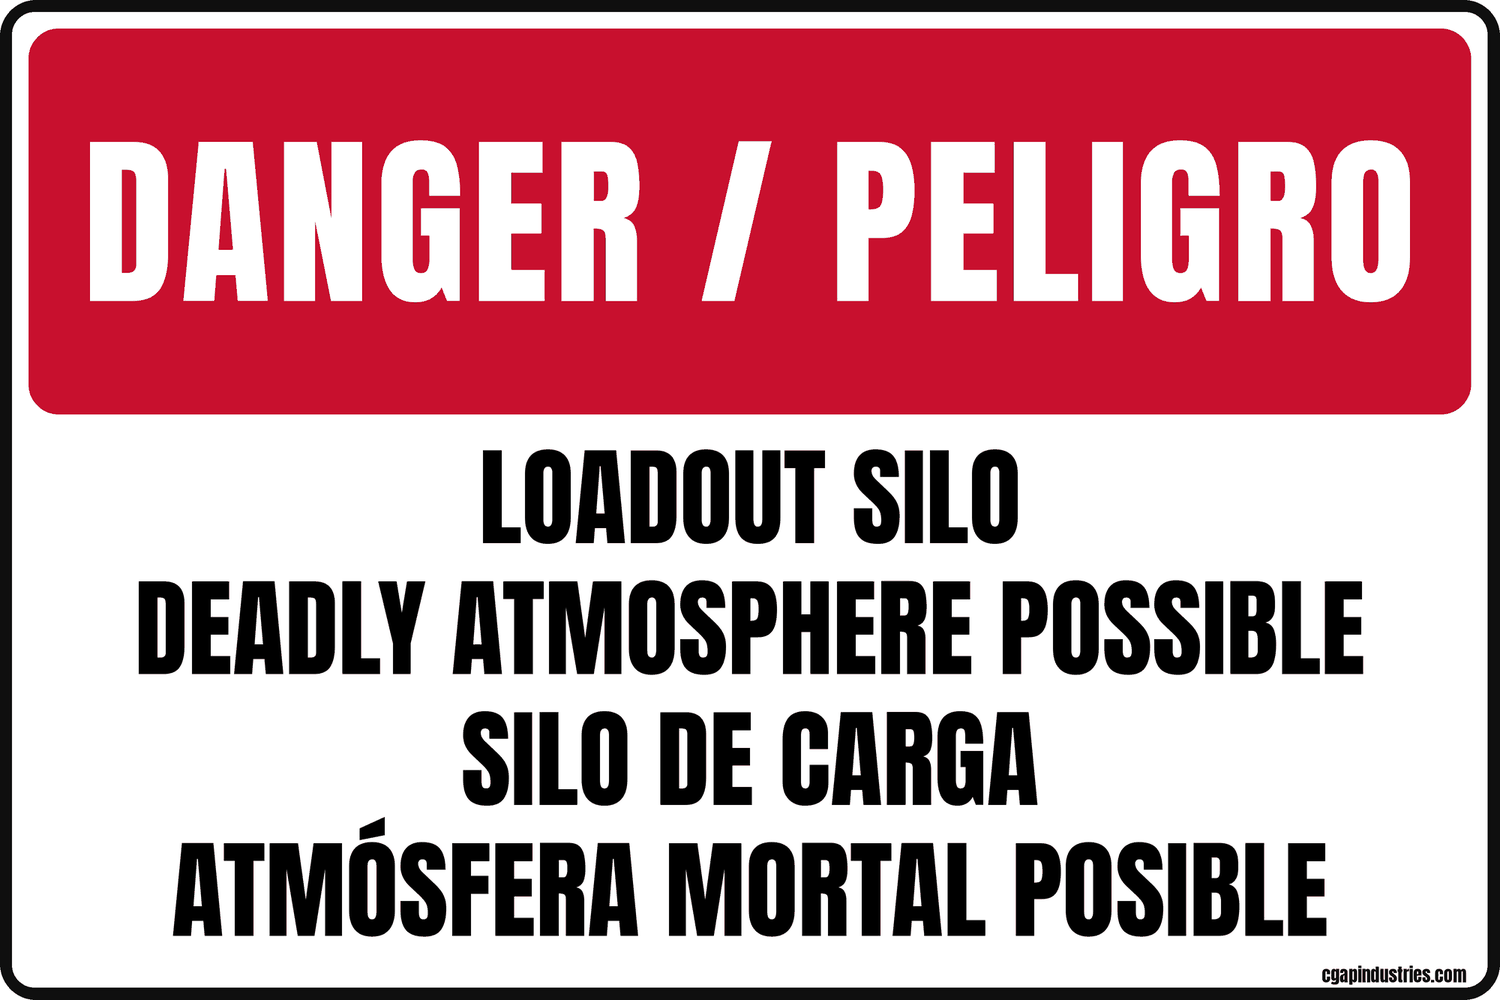 DANGER / PELIGRO
LOADOUT SILO
DEADLY ATMOSPHERE POSSIBLE
SILO DE CARGA
ATMÓSFERA MORTAL POSIBLE
cgapindustries.com